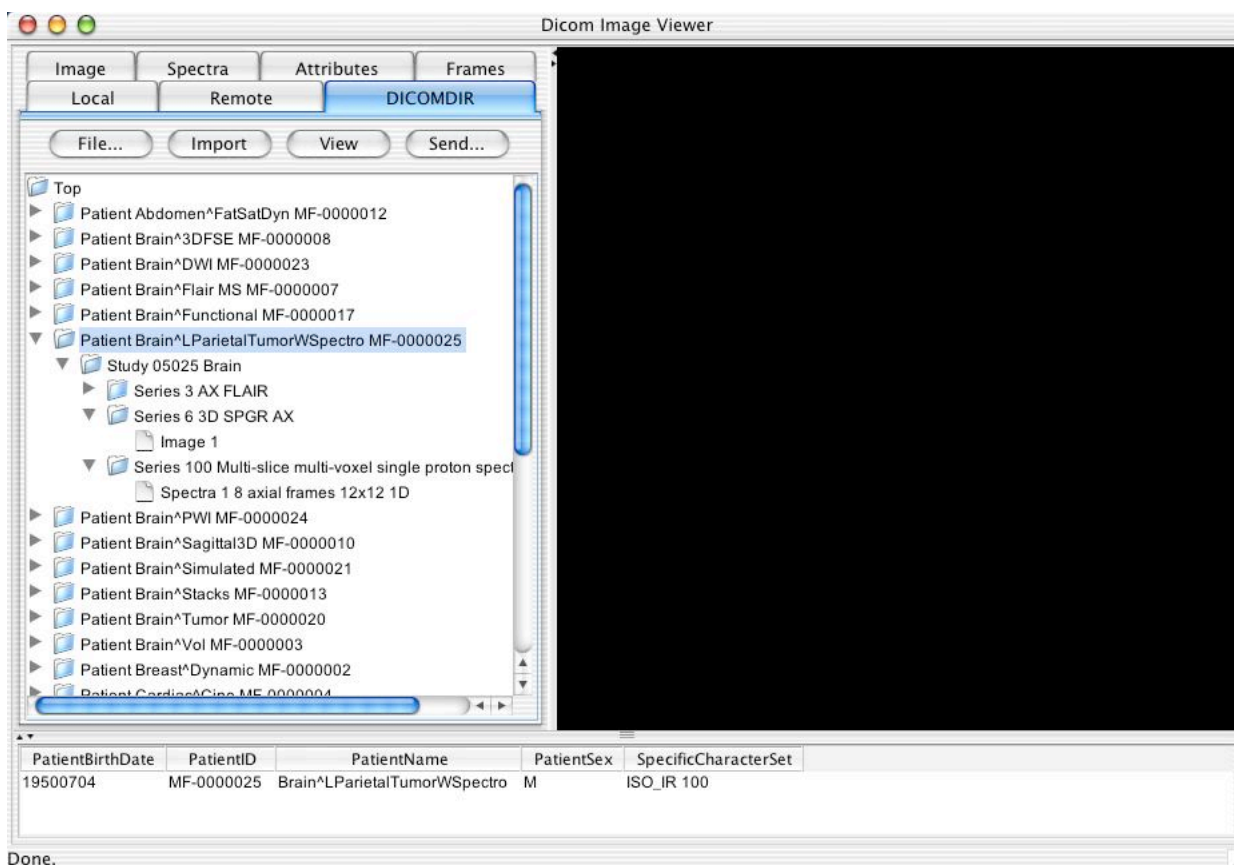 Dicom Image Viewer
Image Spectra Attributes Frames
Local Remote DICOMDIR
File... Import View Send...
Top
Patient Abdomen^FatSatDyn MF-0000012
Patient Brain^3DFSE MF-0000008
Patient Brain^DWI MF-0000023
Patient Brain^Flair MS MF-0000007
Patient Brain^Functional MF-0000017
Patient Brain^LParietalTumorWSpectro MF-0000025
Study 05025 Brain
Series 3 AX FLAIR
Series 6 3D SPGR AX
Image 1
Series 100 Multi-slice multi-voxel single proton spect
Spectra 1 8 axial frames 12x12 1D
Patient Brain^PWI MF-0000024
Patient Brain^Sagittal3D MF-0000010
Patient Brain^Simulated MF-0000021
Patient Brain^Stacks MF-0000013
Patient Brain^Tumor MF-0000020
Patient Brain^Vol MF-0000003
Patient Breast^Dynamic MF-0000002
Patient Cardiac^Cine MF-0000004
PatientBirthDate PatientID PatientName PatientSex SpecificCharacterSet
19500704 MF-0000025 Brain^LParietalTumorWSpectro M ISO_IR 100
Done.